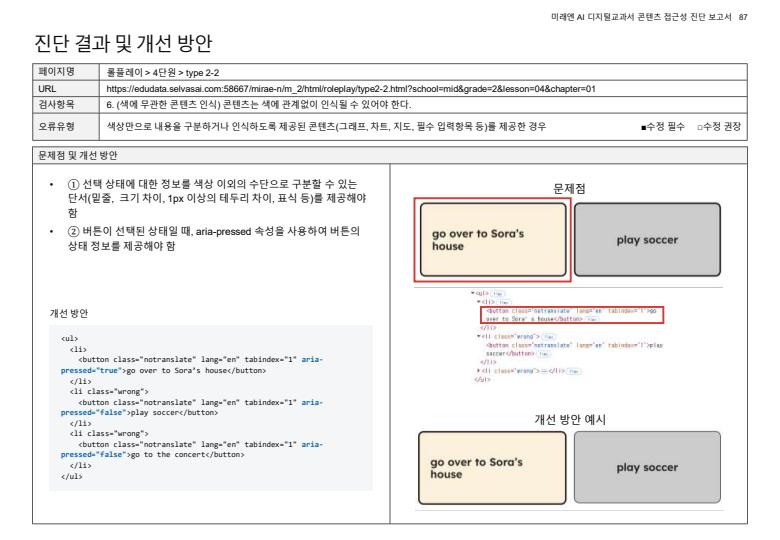 미래엔 AI 디지털교과서 콘텐츠 접근성 진단 보고서 87
진단 결과 및 개선 방안
페이지명 롤플레이 > 4단원 > type 2-2
URL https://edudata.selvasai.com:58667/mirae-n/m_2/html/roleplay/type2-2.html?school=mid&grade=2&lesson=04&chapter=01
검사항목 6. (색에 무관한 콘텐츠 인식) 콘텐츠는 색에 관계없이 인식될 수 있어야 한다.
오류유형 색상만으로 내용을 구분하거나 인식하도록 제공된 콘텐츠(그래프, 차트, 지도, 필수 입력항목 등)를 제공한 경우 ■수정 필수 □수정 권장
문제점 및 개선 방안
• ① 선택 상태에 대한 정보를 색상 이외의 수단으로 구분할 수 있는
단서(밑줄, 크기 차이, 1px 이상의 테두리 차이, 표식 등)를 제공해야
함
• ② 버튼이 선택된 상태일 때, aria-pressed 속성을 사용하여 버튼의
상태 정보를 제공해야 함
개선 방안
<ul>
<li>
<button class="notranslate" lang="en" tabindex="1" aria-
pressed="true">go over to Sora's house</button>
</li>
<li class="wrong">
<button class="notranslate" lang="en" tabindex="1" aria-
pressed="false">play soccer</button>
</li>
<li class="wrong">
<button class="notranslate" lang="en" tabindex="1" aria-
pressed="false">go to the concert</button>
</li>
</ul>
문제점
go over to Sora's
house
play soccer
▼<ul> flex
▼<li> flex
<button class="notranslate" lang="en" tabindex="1">go
over to Sora' s house</button> flex
</li>
▼<li class="wrong"> flex
<button class="notranslate" lang="en" tabindex="1">play
soccer</button> flex
</li>
▶<li class="wrong">⋯</li> flex
</ul>
개선 방안 예시
go over to Sora's
house
play soccer